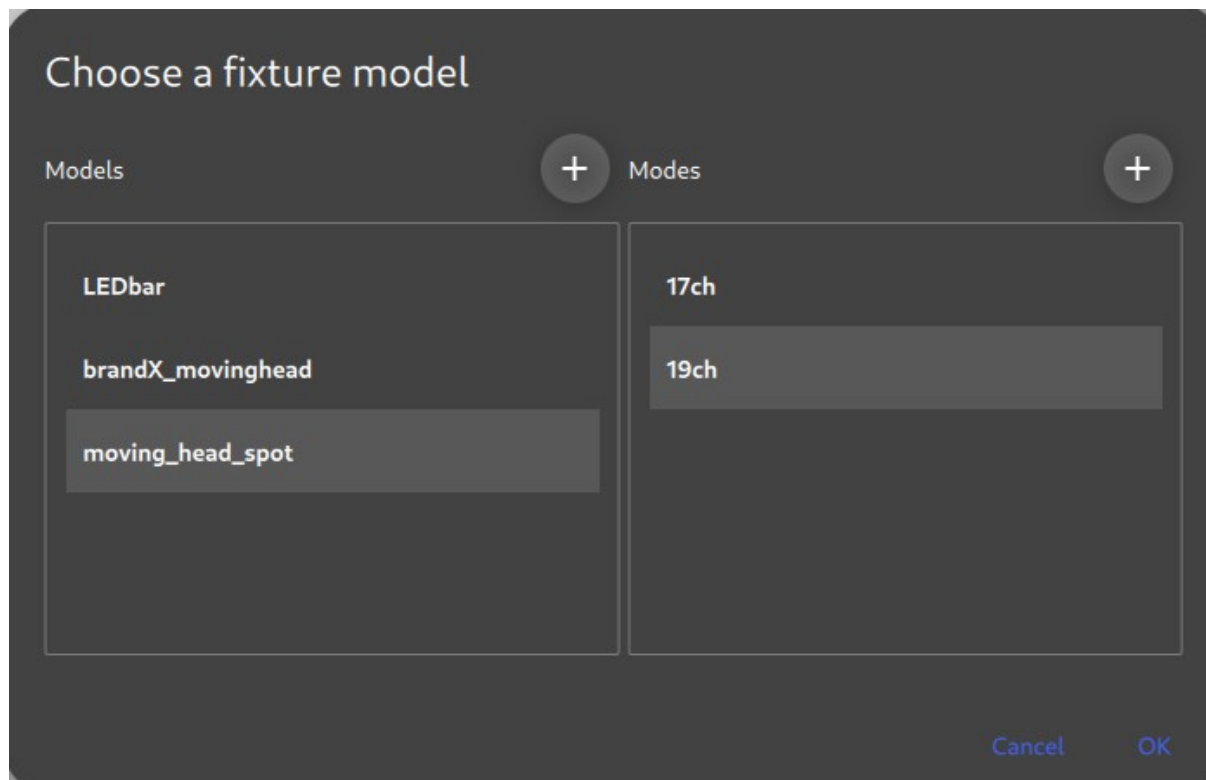 Choose a fixture model
Models + Modes +
LEDbar
brandX_movinghead
moving_head_spot
17ch
19ch
Cancel OK